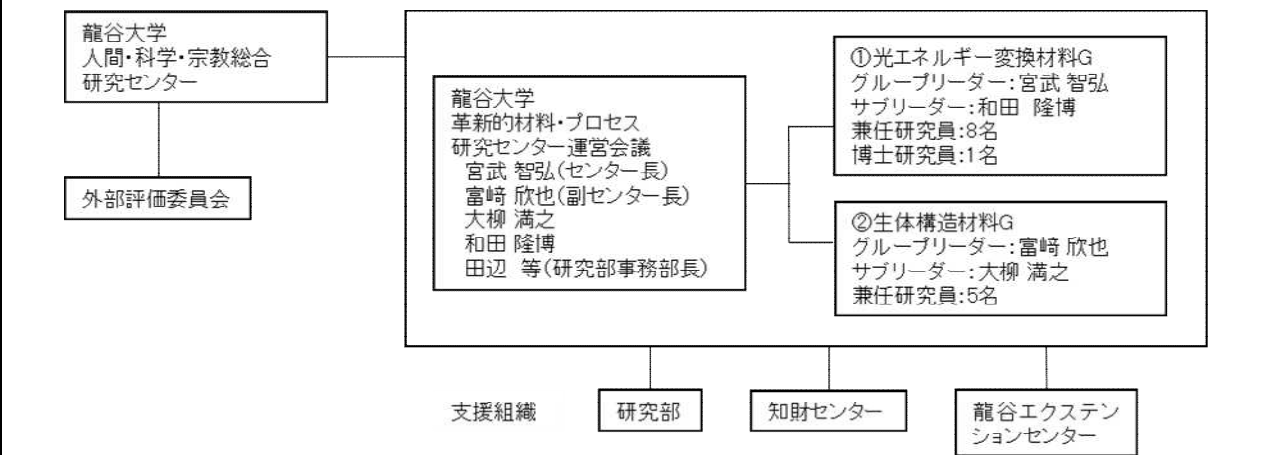 龍谷大学
人間・科学・宗教総合
研究センター
外部評価委員会
龍谷大学
革新的材料・プロセス
研究センター運営会議
宮武 智弘(センター長)
富﨑 欣也(副センター長)
大柳 満之
和田 隆博
田辺 等(研究部事務部長)
①光エネルギー変換材料G
グループリーダー:宮武 智弘
サブリーダー:和田 隆博
兼任研究員:8名
博士研究員:1名
②生体構造材料G
グループリーダー:富﨑 欣也
サブリーダー:大柳 満之
兼任研究員:5名
支援組織
研究部
知財センター
龍谷エクステン
ションセンター